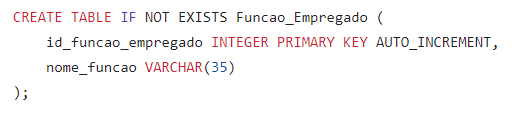 CREATE TABLE IF NOT EXISTS Funcao_Empregado (
    id_funcao_empregado INTEGER PRIMARY KEY AUTO_INCREMENT,
    nome_funcao VARCHAR(35)
);